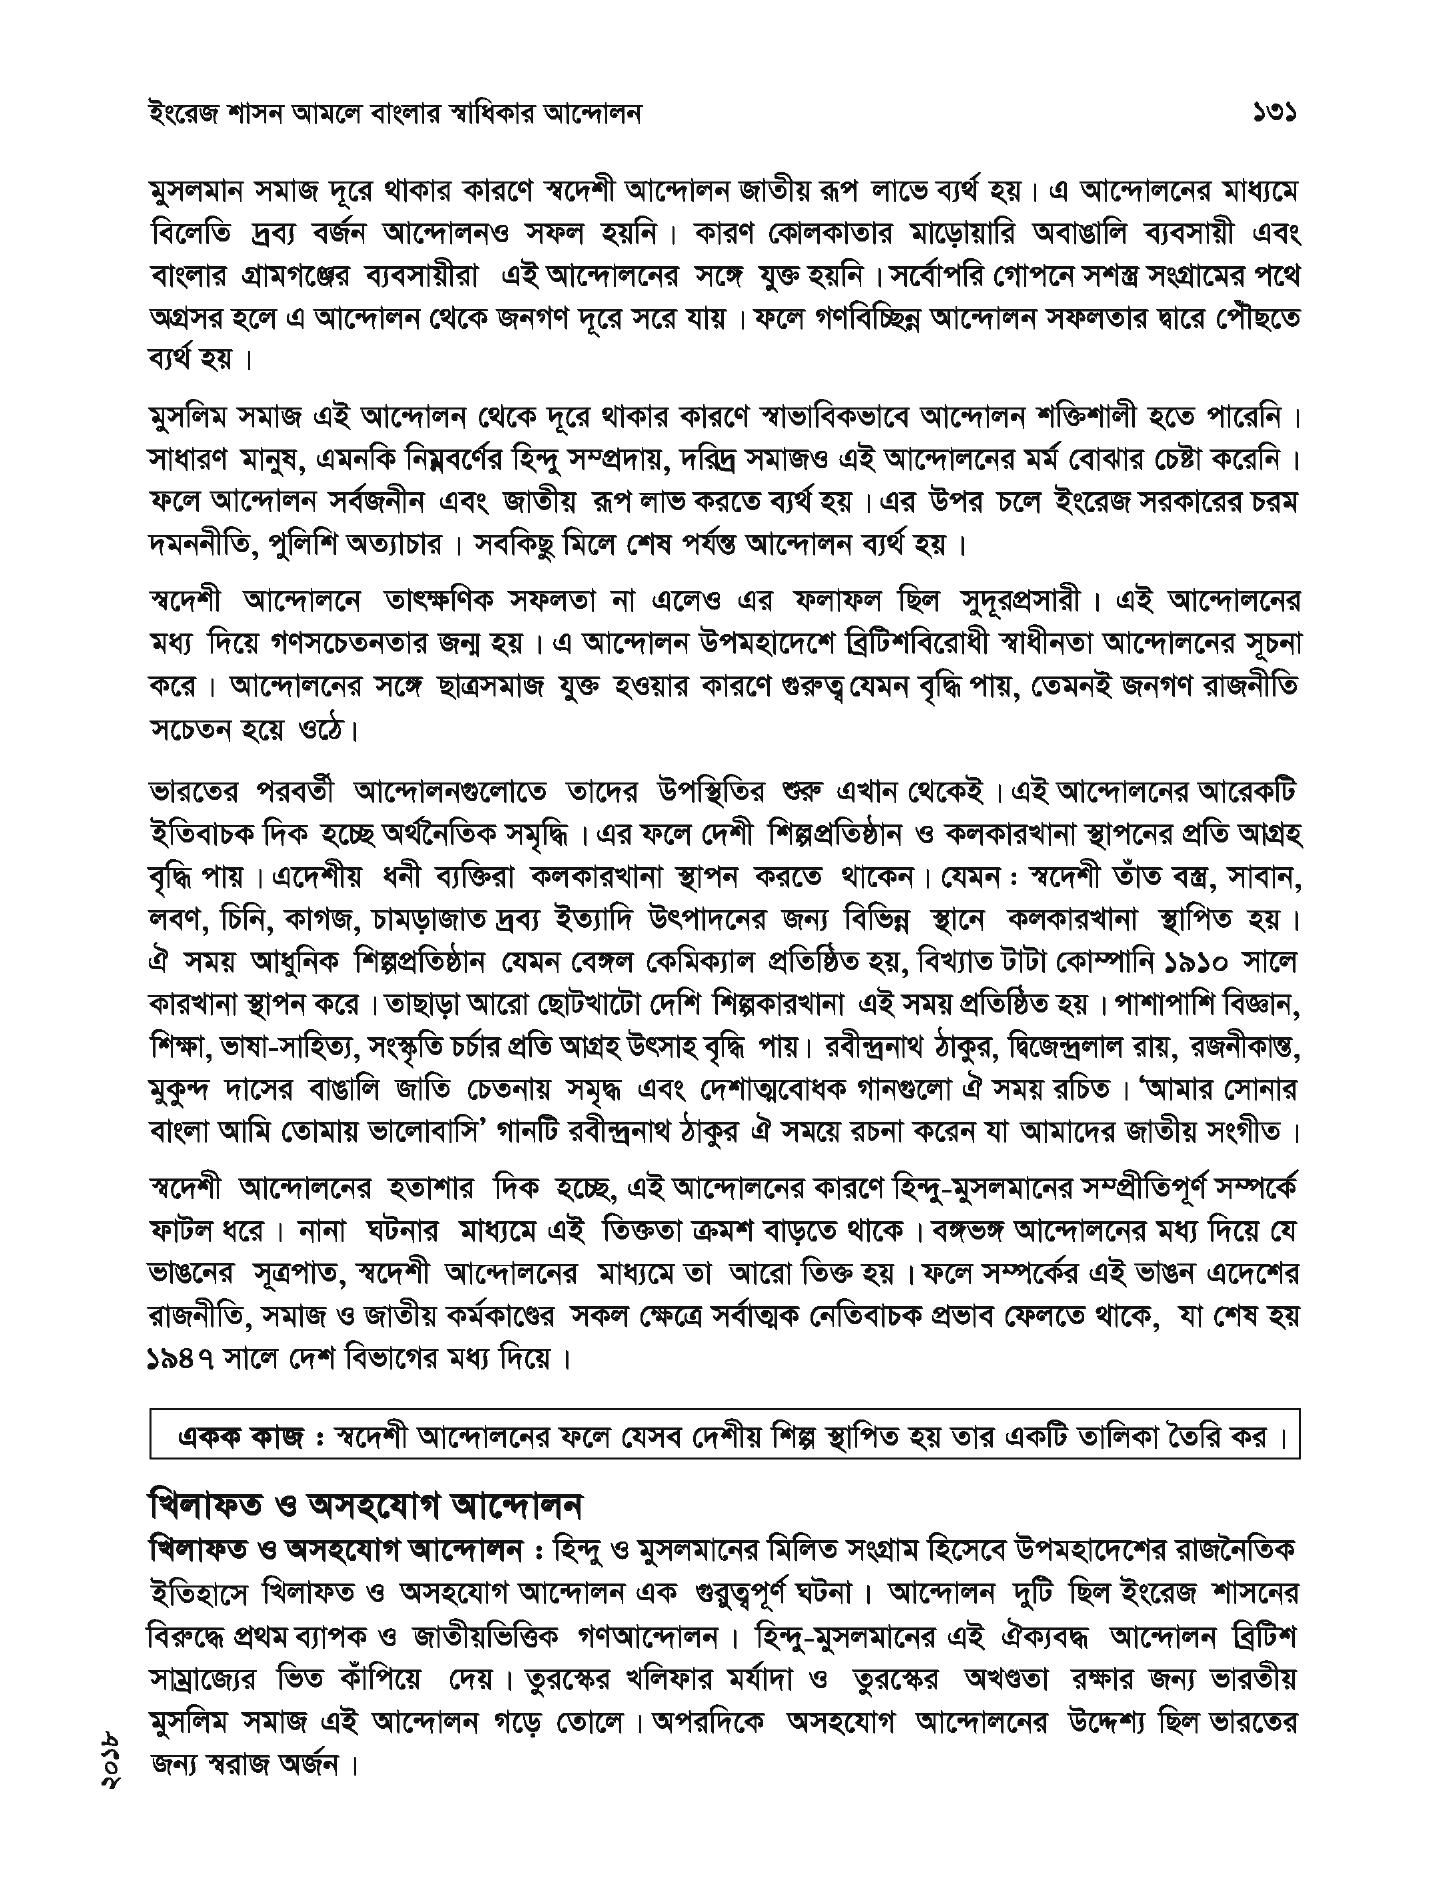 ইংরেজ শাসন আমলে বাংলার স্বাধিকার আন্দোলন ১৩১
মুসলমান সমাজ দূরে থাকার কারণে স্বদেশী আন্দোলন জাতীয় রূপ লাভে ব্যর্থ হয়। এ আন্দোলনের মাধ্যমে
বিলেতি দ্রব্য বর্জন আন্দোলনও সফল হয়নি। কারণ কোলকাতার মাড়োয়ারি অবাঙালি ব্যবসায়ী এবং
বাংলার গ্রামগঞ্জের ব্যবসায়ীরা এই আন্দোলনের সঙ্গে যুক্ত হয়নি। সর্বোপরি গোপনে সশস্ত্র সংগ্রামের পথে
অগ্রসর হলে এ আন্দোলন থেকে জনগণ দূরে সরে যায়। ফলে গণবিচ্ছিন্ন আন্দোলন সফলতার দ্বারে পৌঁছতে
ব্যর্থ হয়।
মুসলিম সমাজ এই আন্দোলন থেকে দূরে থাকার কারণে স্বাভাবিকভাবে আন্দোলন শক্তিশালী হতে পারেনি।
সাধারণ মানুষ, এমনকি নিম্নবর্ণের হিন্দু সম্প্রদায়, দরিদ্র সমাজও এই আন্দোলনের মর্ম বোঝার চেষ্টা করেনি।
ফলে আন্দোলন সর্বজনীন এবং জাতীয় রূপ লাভ করতে ব্যর্থ হয়। এর উপর চলে ইংরেজ সরকারের চরম
দমননীতি, পুলিশি অত্যাচার। সবকিছু মিলে শেষ পর্যন্ত আন্দোলন ব্যর্থ হয়।
স্বদেশী আন্দোলনে তাৎক্ষণিক সফলতা না এলেও এর ফলাফল ছিল সুদূরপ্রসারী। এই আন্দোলনের
মধ্য দিয়ে গণসচেতনতার জন্ম হয়। এ আন্দোলন উপমহাদেশে ব্রিটিশবিরোধী স্বাধীনতা আন্দোলনের সূচনা
করে। আন্দোলনের সঙ্গে ছাত্রসমাজ যুক্ত হওয়ার কারণে গুরুত্ব যেমন বৃদ্ধি পায়, তেমনই জনগণ রাজনীতি
সচেতন হয়ে ওঠে।
ভারতের পরবর্তী আন্দোলনগুলোতে তাদের উপস্থিতির শুরু এখান থেকেই। এই আন্দোলনের আরেকটি
ইতিবাচক দিক হচ্ছে অর্থনৈতিক সমৃদ্ধি। এর ফলে দেশী শিল্পপ্রতিষ্ঠান ও কলকারখানা স্থাপনের প্রতি আগ্রহ
বৃদ্ধি পায়। এদেশীয় ধনী ব্যক্তিরা কলকারখানা স্থাপন করতে থাকেন। যেমন : স্বদেশী তাঁত বস্ত্র, সাবান,
লবণ, চিনি, কাগজ, চামড়াজাত দ্রব্য ইত্যাদি উৎপাদনের জন্য বিভিন্ন স্থানে কলকারখানা স্থাপিত হয়।
ঐ সময় আধুনিক শিল্পপ্রতিষ্ঠান যেমন বেঙ্গল কেমিক্যাল প্রতিষ্ঠিত হয়, বিখ্যাত টাটা কোম্পানি ১৯১০ সালে
কারখানা স্থাপন করে। তাছাড়া আরো ছোটখাটো দেশি শিল্পকারখানা এই সময় প্রতিষ্ঠিত হয়। পাশাপাশি বিজ্ঞান,
শিক্ষা, ভাষা-সাহিত্য, সংস্কৃতি চর্চার প্রতি আগ্রহ উৎসাহ বৃদ্ধি পায়। রবীন্দ্রনাথ ঠাকুর, দ্বিজেন্দ্রলাল রায়, রজনীকান্ত,
মুকুন্দ দাসের বাঙালি জাতি চেতনায় সমৃদ্ধ এবং দেশাত্মবোধক গানগুলো ঐ সময় রচিত। ‘আমার সোনার
বাংলা আমি তোমায় ভালোবাসি’ গানটি রবীন্দ্রনাথ ঠাকুর ঐ সময়ে রচনা করেন যা আমাদের জাতীয় সংগীত।
স্বদেশী আন্দোলনের হতাশার দিক হচ্ছে, এই আন্দোলনের কারণে হিন্দু-মুসলমানের সম্প্রীতিপূর্ণ সম্পর্কে
ফাটল ধরে। নানা ঘটনার মাধ্যমে এই তিক্ততা ক্রমশ বাড়তে থাকে। বঙ্গভঙ্গ আন্দোলনের মধ্য দিয়ে যে
ভাঙনের সূত্রপাত, স্বদেশী আন্দোলনের মাধ্যমে তা আরো তিক্ত হয়। ফলে সম্পর্কের এই ভাঙন এদেশের
রাজনীতি, সমাজ ও জাতীয় কর্মকাণ্ডের সকল ক্ষেত্রে সর্বাত্মক নেতিবাচক প্রভাব ফেলতে থাকে, যা শেষ হয়
১৯৪৭ সালে দেশ বিভাগের মধ্য দিয়ে।
একক কাজ : স্বদেশী আন্দোলনের ফলে যেসব দেশীয় শিল্প স্থাপিত হয় তার একটি তালিকা তৈরি কর।
খিলাফত ও অসহযোগ আন্দোলন
খিলাফত ও অসহযোগ আন্দোলন : হিন্দু ও মুসলমানের মিলিত সংগ্রাম হিসেবে উপমহাদেশের রাজনৈতিক
ইতিহাসে খিলাফত ও অসহযোগ আন্দোলন এক গুরুত্বপূর্ণ ঘটনা। আন্দোলন দুটি ছিল ইংরেজ শাসনের
বিরুদ্ধে প্রথম ব্যাপক ও জাতীয়ভিত্তিক গণআন্দোলন। হিন্দু-মুসলমানের এই ঐক্যবদ্ধ আন্দোলন ব্রিটিশ
সাম্রাজ্যের ভিত কাঁপিয়ে দেয়। তুরস্কের খলিফার মর্যাদা ও তুরস্কের অখণ্ডতা রক্ষার জন্য ভারতীয়
মুসলিম সমাজ এই আন্দোলন গড়ে তোলে। অপরদিকে অসহযোগ আন্দোলনের উদ্দেশ্য ছিল ভারতের
জন্য স্বরাজ অর্জন।
২০১৮